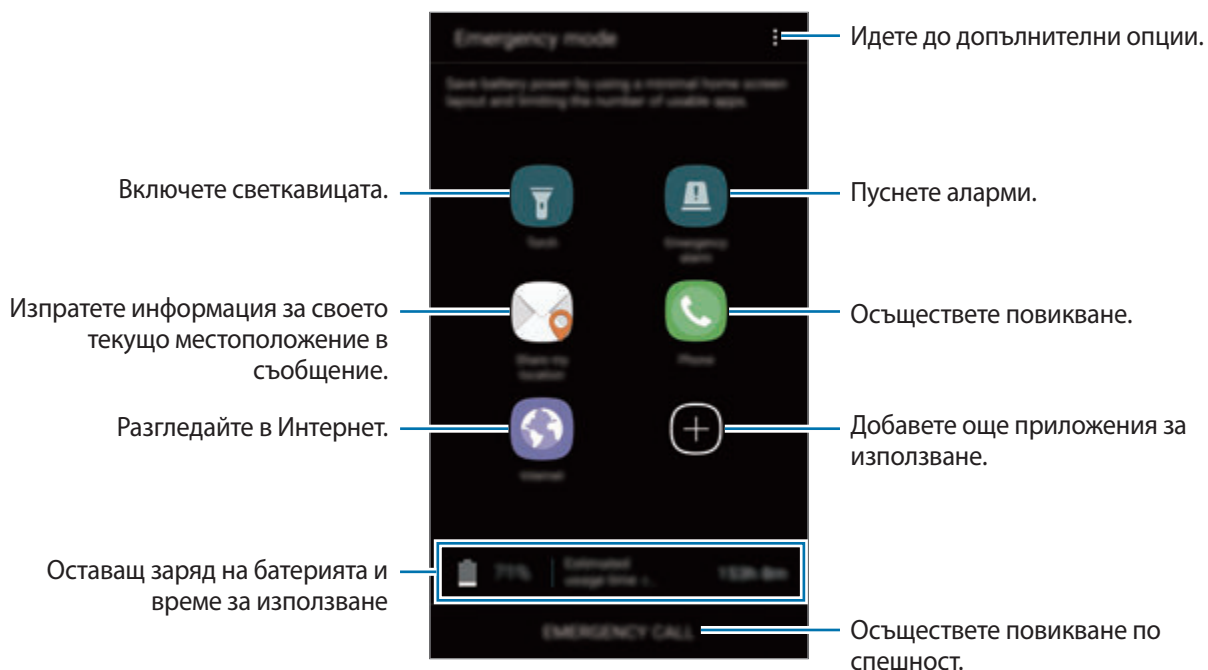 Emergency mode
Идете до допълнителни опции.
Save battery power by using a minimal home screen
layout and limiting the number of usable apps.
Включете светкавицата.
Пуснете аларми.
Torch
Emergency
alarm
Изпратете информация за своето
текущо местоположение в
съобщение.
Осъществете повикване.
Share my
location
Phone
Разгледайте в Интернет.
Добавете още приложения за
използване.
Internet
Оставащ заряд на батерията и
време за използване
Estimated
usage time
EMERGENCY CALL
Осъществете повикване по
спешност.